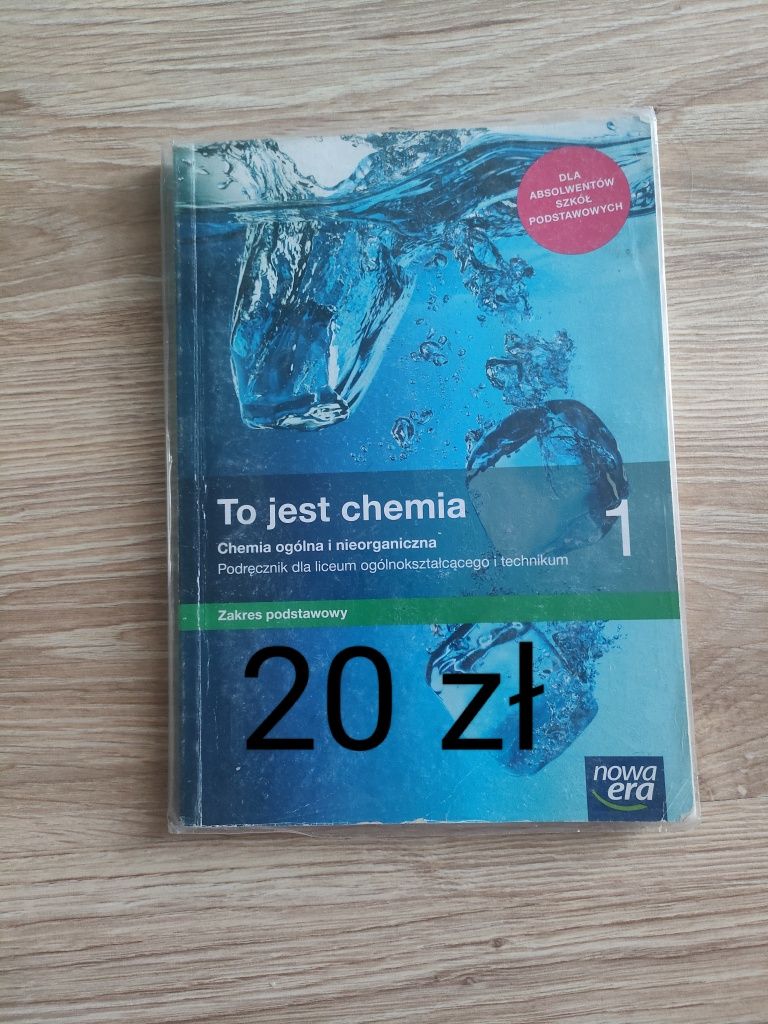 DLA
ABSOLWENTÓW
SZKÓŁ
PODSTAWOWYCH
To jest chemia
1
Chemia ogólna i nieorganiczna
Podręcznik dla liceum ogólnokształcącego i technikum
Zakres podstawowy
20 zł
nowa
era